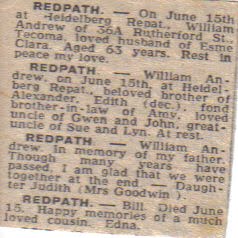 REDPATH. — On June 15th
at Heidelberg Repat., William
Andrew of 36A Rutherford St.,
Tecoma, loved husband of Esme
Clara. Aged 63 years. Rest in
peace my love.
REDPATH. — William An-
drew, on June 15th, at Heidel-
berg Repat., beloved brother of
Alexander, Edith (dec.), fond
brother-in-law of Amy, loved
uncle of Gwen and John, great-
uncle of Sue and Lyn. At rest.
REDPATH. — William An-
drew. In memory of my father.
Though many years have
passed, I am glad that we were
together at the end — Daugh-
ter Judith (Mrs Goodwin ).
REDPATH. — Bill. Died June
15. Happy memories of a much
loved cousin. Edna.